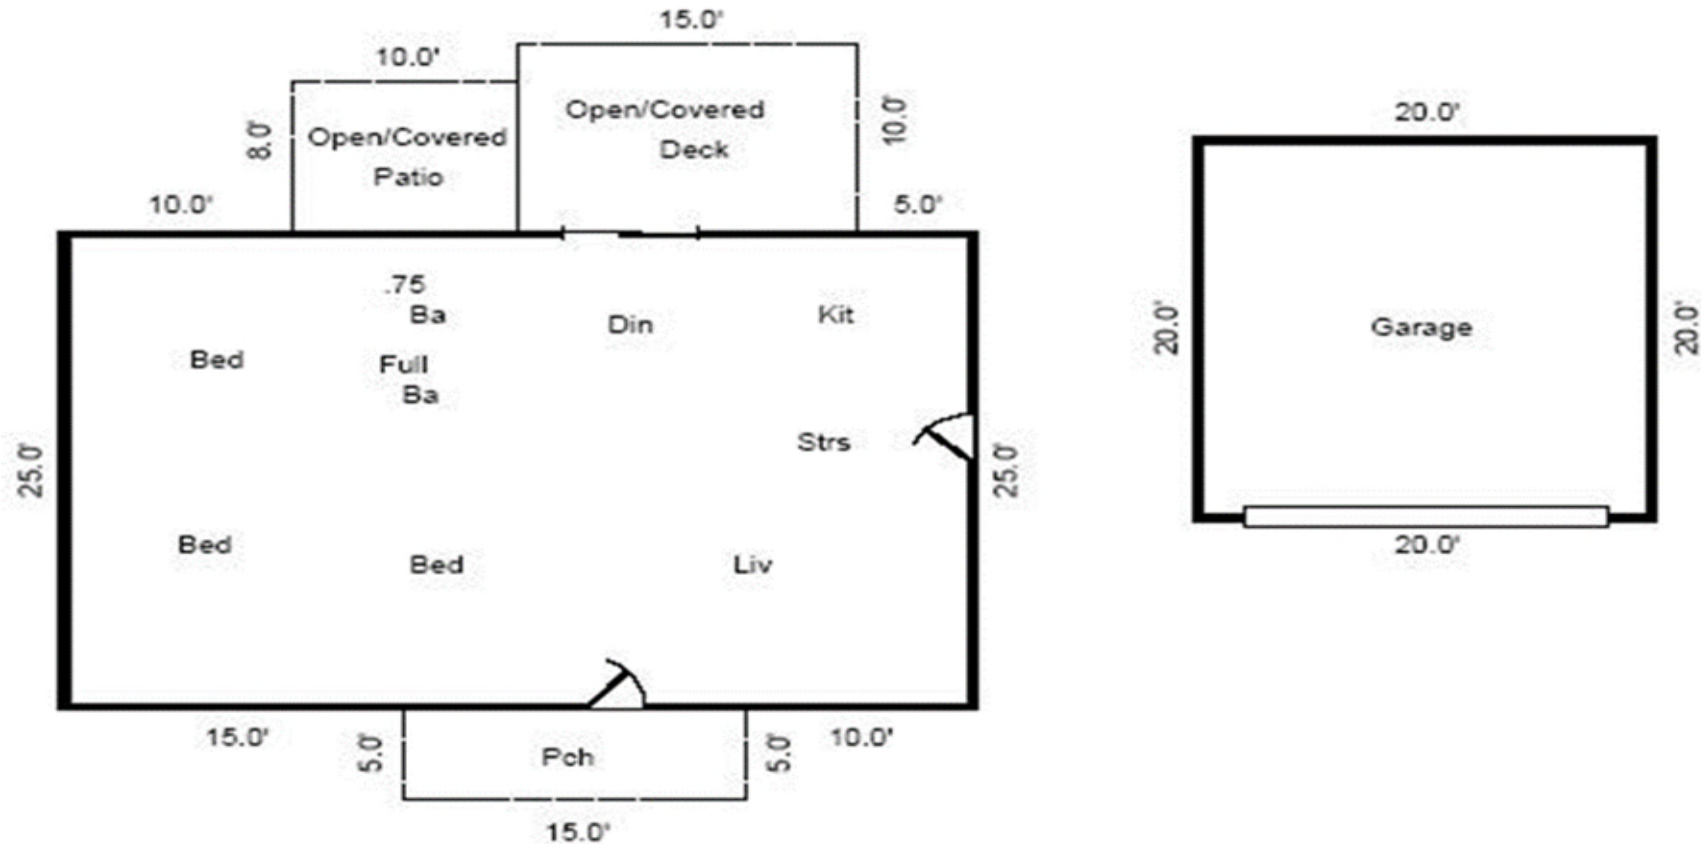 15.0'
10.0'
Open/Covered
Deck
10.0'
8.0'
Open/Covered
Patio
10.0'
5.0'
.75
Ba
Full
Ba
Din
Kit
Bed
Strs
25.0'
25.0'
Bed
Bed
Liv
15.0'
5.0'
Pch
5.0'
10.0'
15.0'
20.0'
20.0'
Garage
20.0'
20.0'